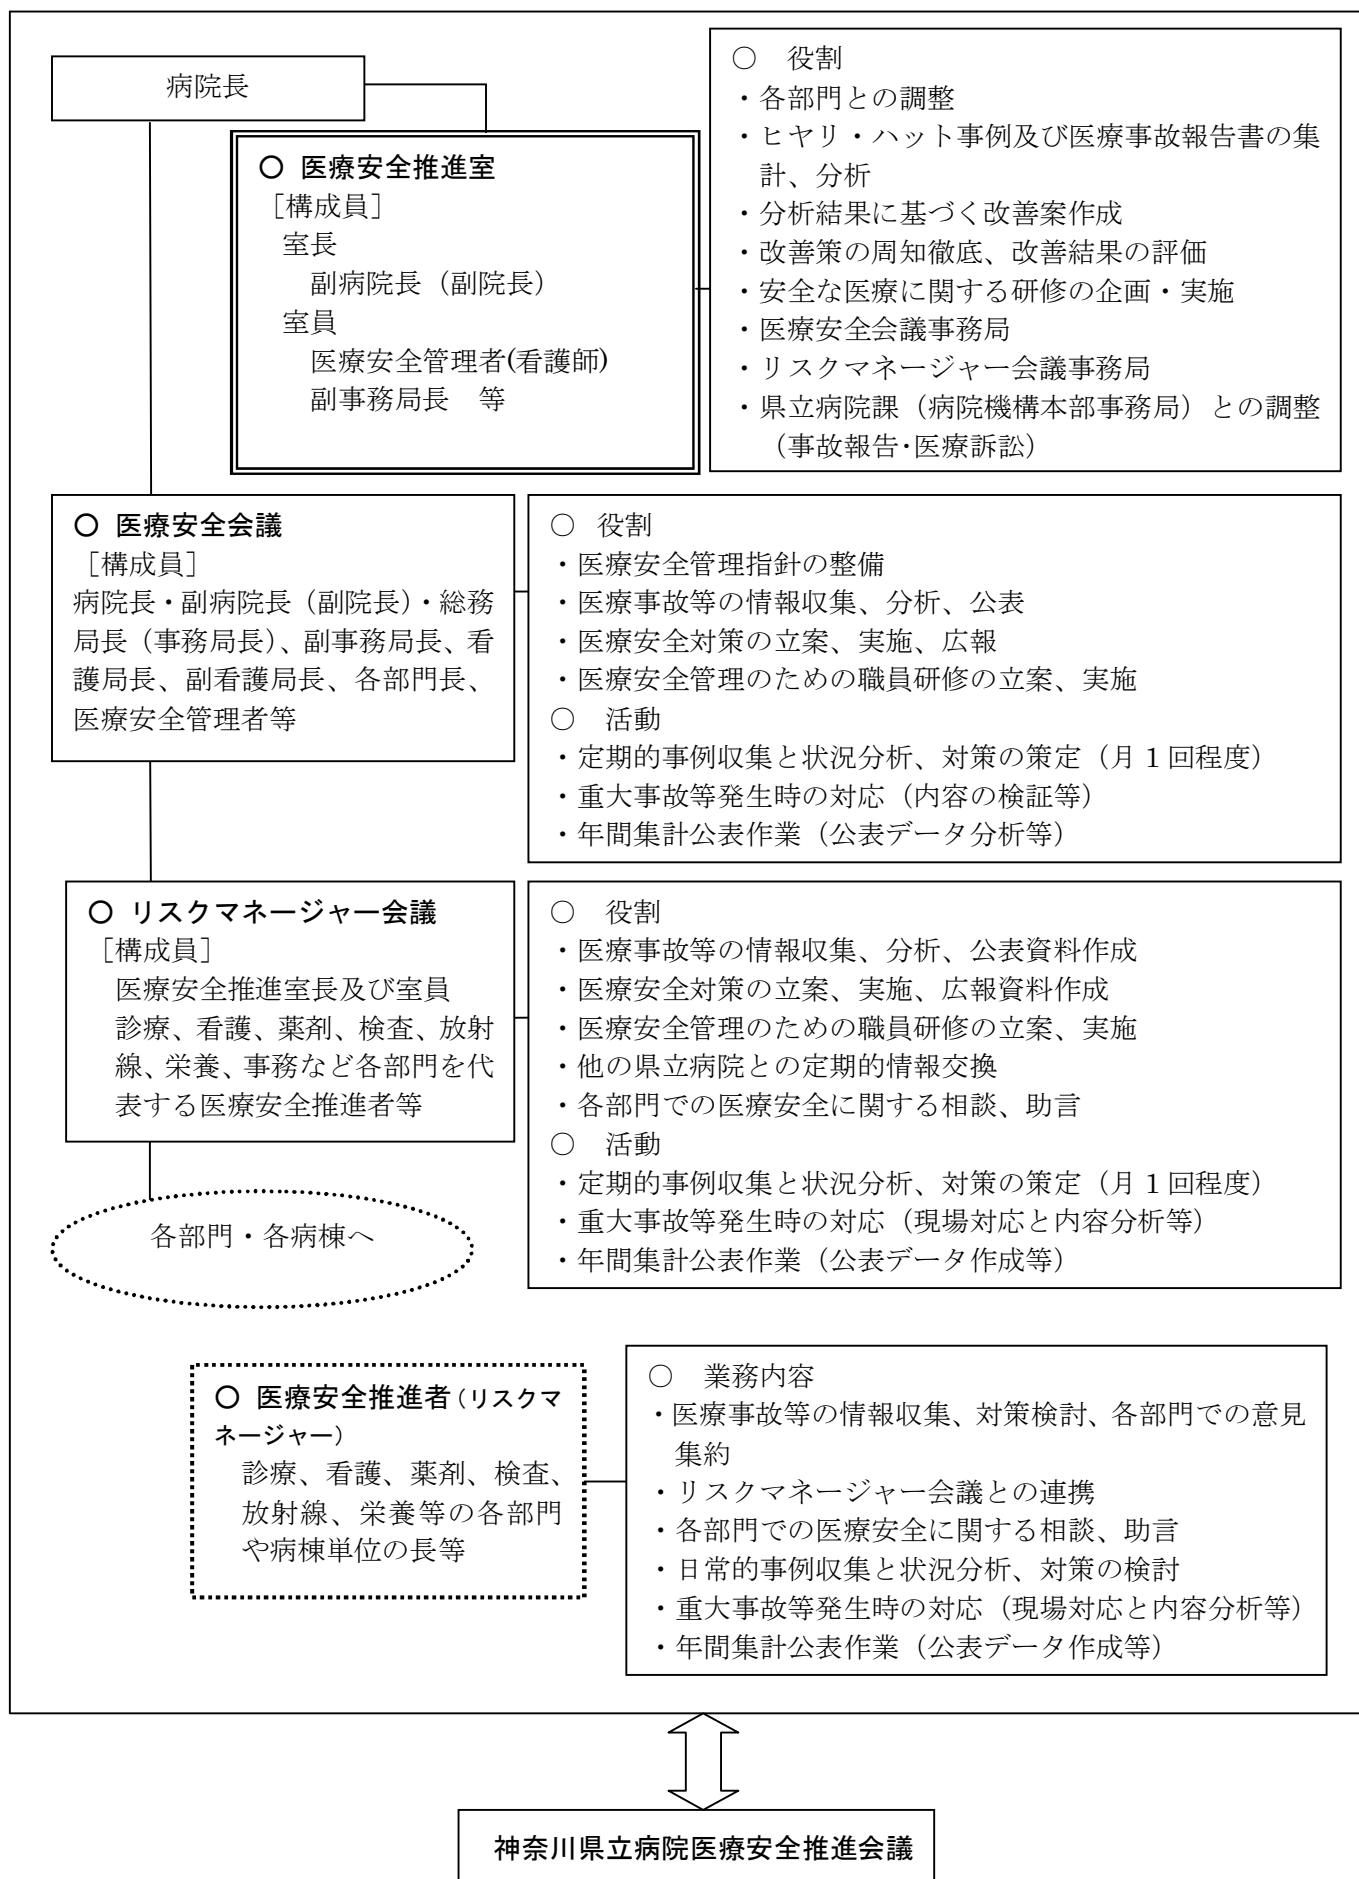 病院長
○ 医療安全推進室
［構成員］
室長
副病院長（副院長）
室員
医療安全管理者(看護師)
副事務局長　等
○　役割
・各部門との調整
・ヒヤリ・ハット事例及び医療事故報告書の集
計、分析
・分析結果に基づく改善案作成
・改善策の周知徹底、改善結果の評価
・安全な医療に関する研修の企画・実施
・医療安全会議事務局
・リスクマネージャー会議事務局
・県立病院課（病院機構本部事務局）との調整
（事故報告･医療訴訟）
○ 医療安全会議
［構成員］
病院長・副病院長（副院長）・総務
局長（事務局長）、副事務局長、看
護局長、副看護局長、各部門長、
医療安全管理者等
○ 役割
・医療安全管理指針の整備
・医療事故等の情報収集、分析、公表
・医療安全対策の立案、実施、広報
・医療安全管理のための職員研修の立案、実施
○　活動
・定期的事例収集と状況分析、対策の策定（月 1 回程度）
・重大事故等発生時の対応（内容の検証等）
・年間集計公表作業（公表データ分析等）
○ リスクマネージャー会議
［構成員］
医療安全推進室長及び室員
診療、看護、薬剤、検査、放射
線、栄養、事務など各部門を代
表する医療安全推進者等
○　役割
・医療事故等の情報収集、分析、公表資料作成
・医療安全対策の立案、実施、広報資料作成
・医療安全管理のための職員研修の立案、実施
・他の県立病院との定期的情報交換
・各部門での医療安全に関する相談、助言
○　活動
・定期的事例収集と状況分析、対策の策定（月 1 回程度）
・重大事故等発生時の対応（現場対応と内容分析等）
・年間集計公表作業（公表データ作成等）
各部門・各病棟へ
○ 医療安全推進者（リスクマ
ネージャー）
診療、看護、薬剤、検査、
放射線、栄養等の各部門
や病棟単位の長等
○　業務内容
・医療事故等の情報収集、対策検討、各部門での意見
集約
・リスクマネージャー会議との連携
・各部門での医療安全に関する相談、助言
・日常的事例収集と状況分析、対策の検討
・重大事故等発生時の対応（現場対応と内容分析等）
・年間集計公表作業（公表データ作成等）
神奈川県立病院医療安全推進会議